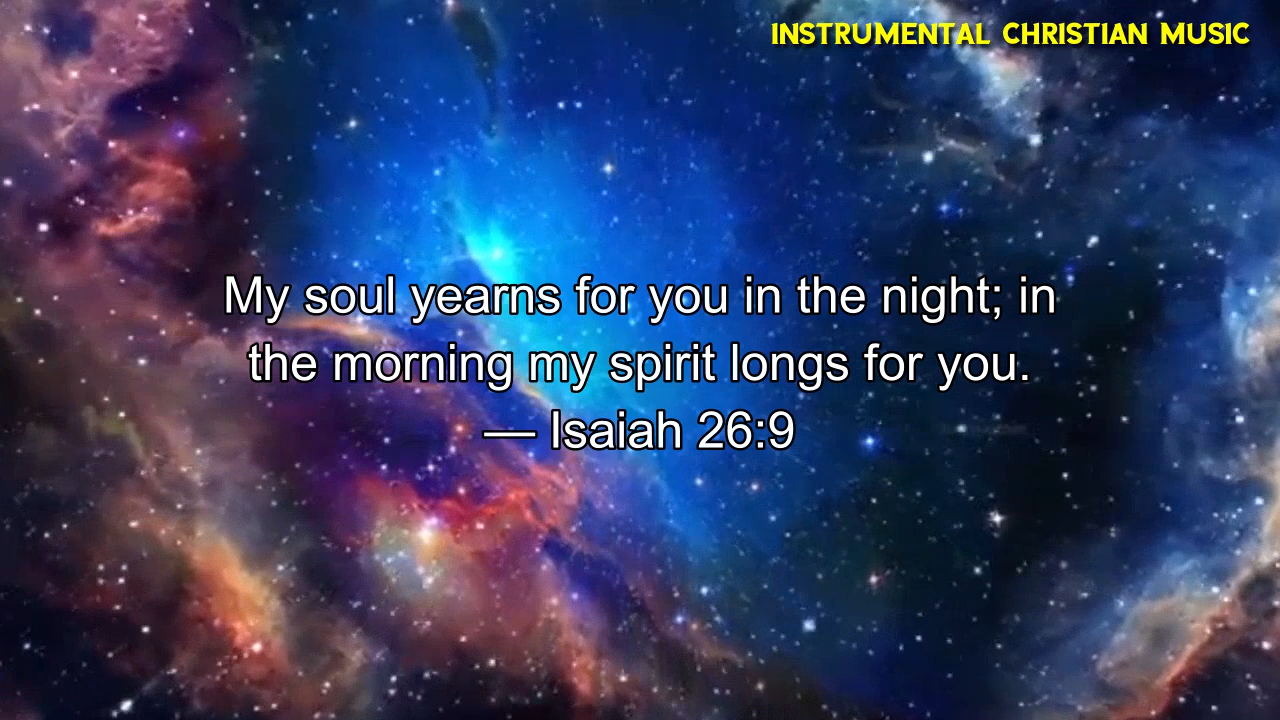 INSTRUMENTAL CHRISTIAN MUSIC
My soul yearns for you in the night; in
the morning my spirit longs for you.
— Isaiah 26:9